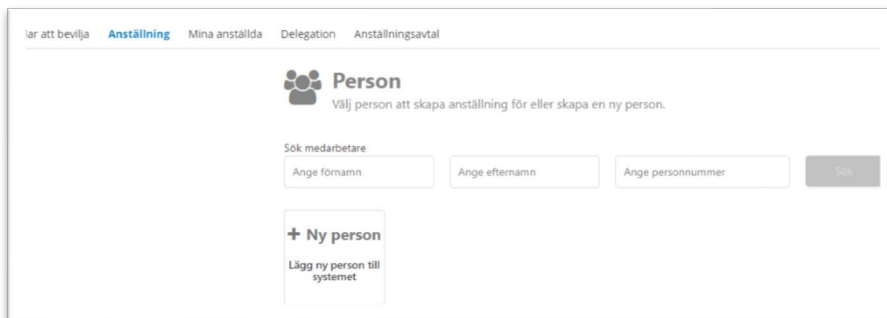 lar att bevilja Anställning Mina anställda Delegation Anställningsavtal
Person
Välj person att skapa anställning för eller skapa en ny person.
Sök medarbetare
Ange förnamn Ange efternamn Ange personnummer Sök
+ Ny person
Lägg ny person till
systemet